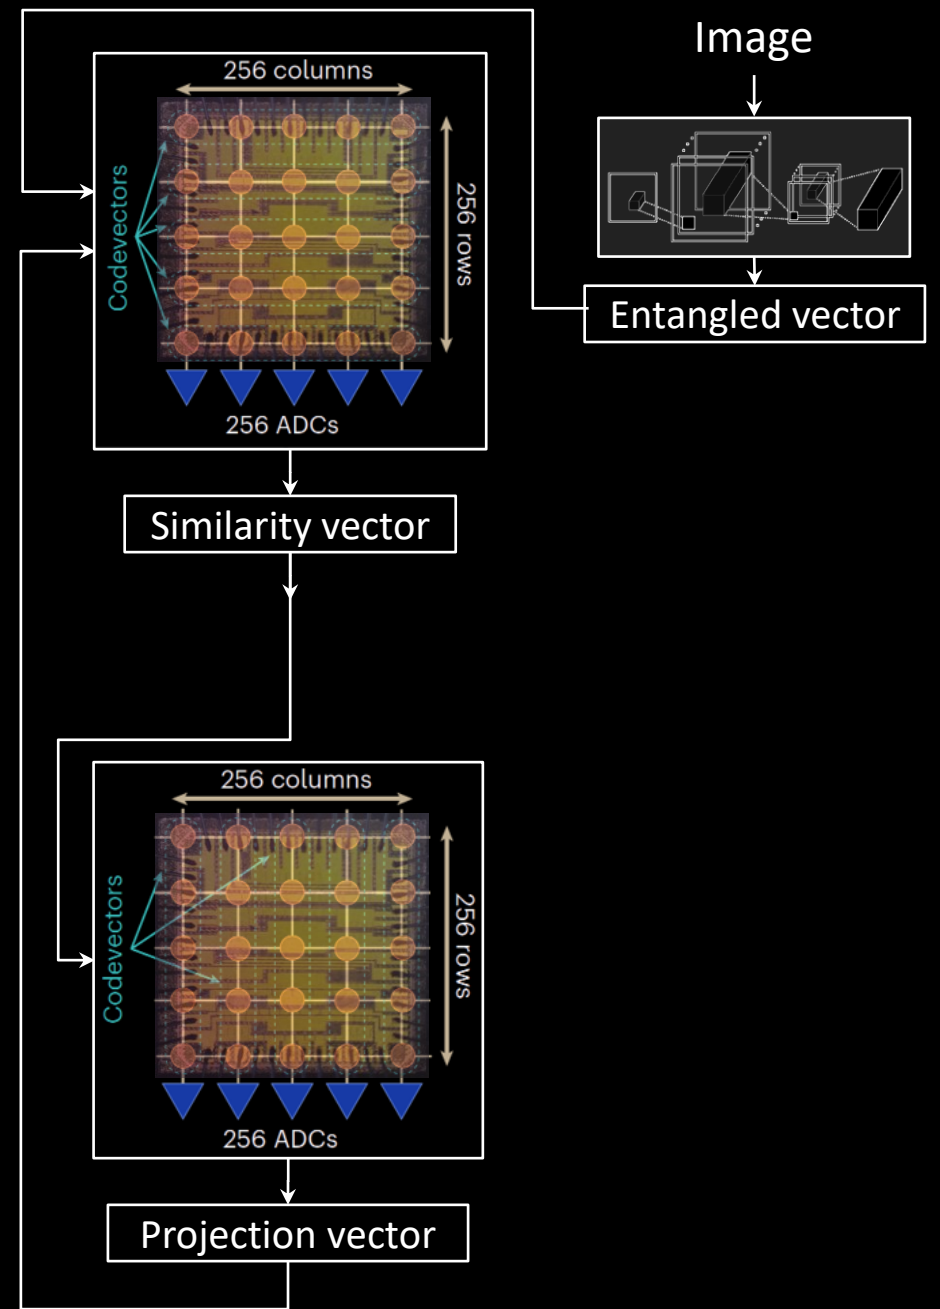 Image
256 columns
Codevectors
256 rows
256 ADCs
Entangled vector
Similarity vector
256 columns
Codevectors
256 rows
256 ADCs
Projection vector